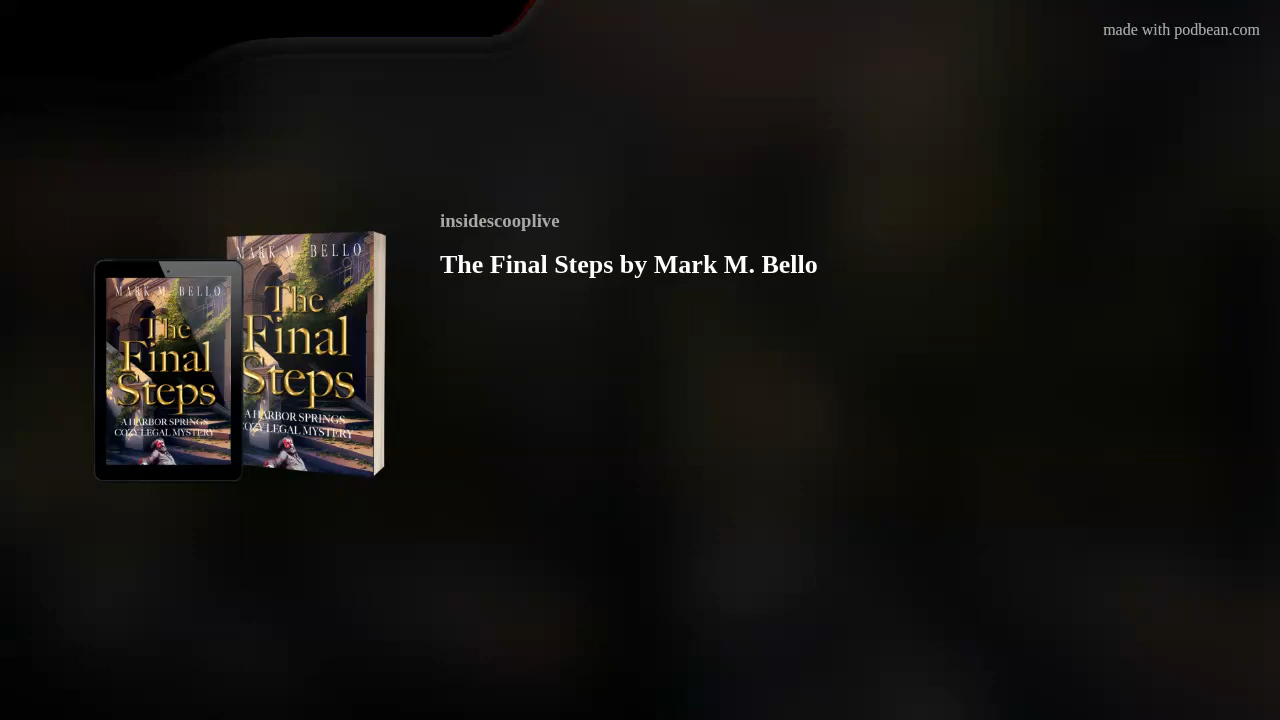 made with podbean.com
insidescooplive
The Final Steps by Mark M. Bello
MARK M. BELLO
The
Final
Steps
A HARBOR SPRINGS
COZY LEGAL MYSTERY
MARK M. BELLO
The
Final
Steps
A HARBOR SPRINGS
COZY LEGAL MYSTERY